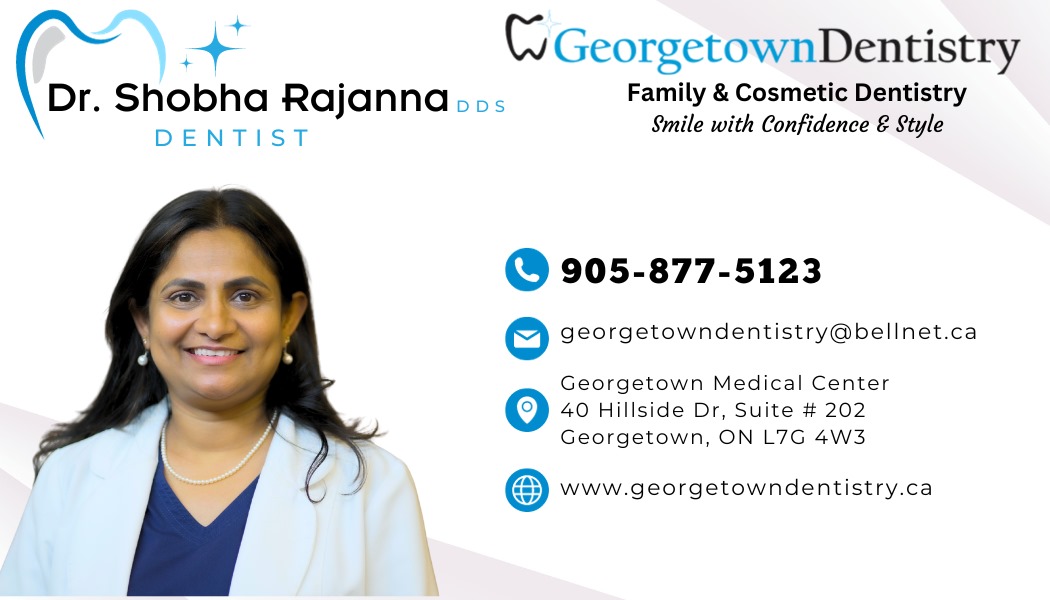 Dr. Shobha Rajanna DDS
DENTIST
GeorgetownDentistry
Family & Cosmetic Dentistry
Smile with Confidence & Style
905-877-5123
georgetowndentistry@bellnet.ca
Georgetown Medical Center
40 Hillside Dr, Suite # 202
Georgetown, ON L7G 4W3
www.georgetowndentistry.ca